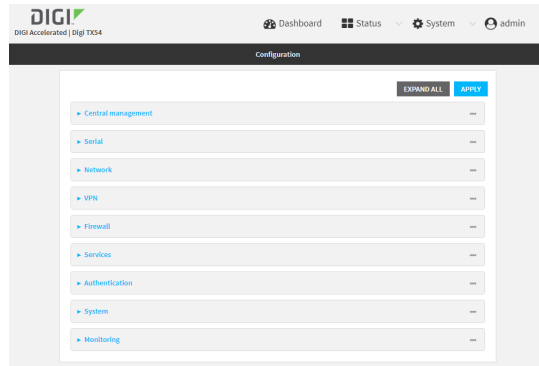 DIGI
DIGI Accelerated | Digi TX54
Dashboard
Status
System
admin
Configuration
EXPAND ALL
APPLY
Central management
Serial
Network
VPN
Firewall
Services
Authentication
System
Monitoring